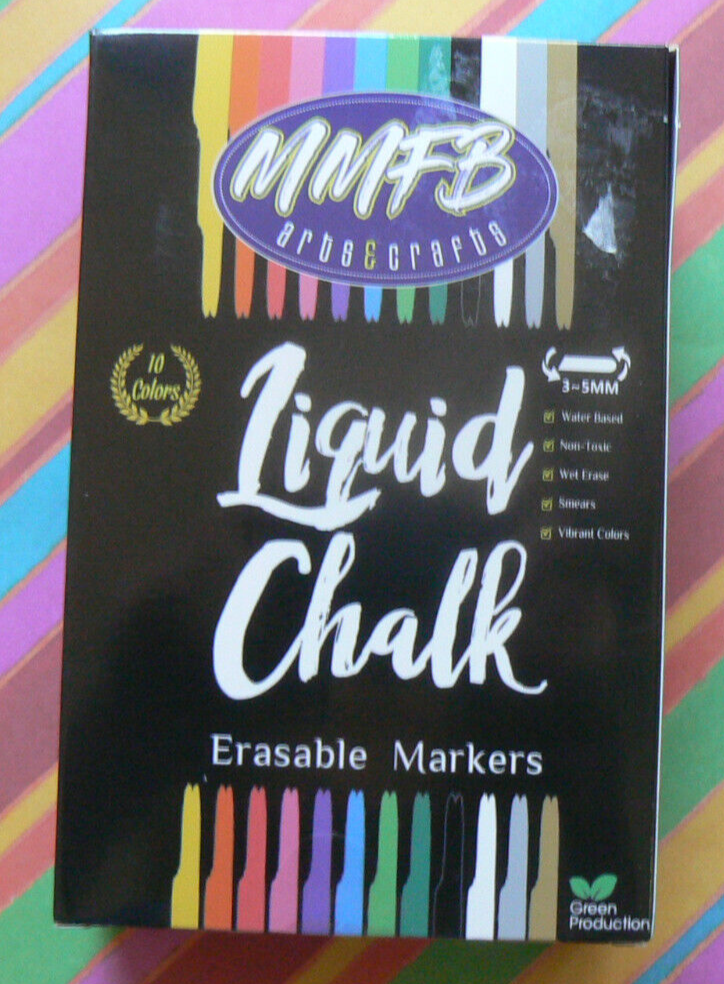 MMFB
arts & crafts
10
Colors
Liquid
Chalk
3~5MM
Water Based
Non-Toxic
Wet Erase
Smears
Vibrant Colors
Erasable Markers
Green
Production